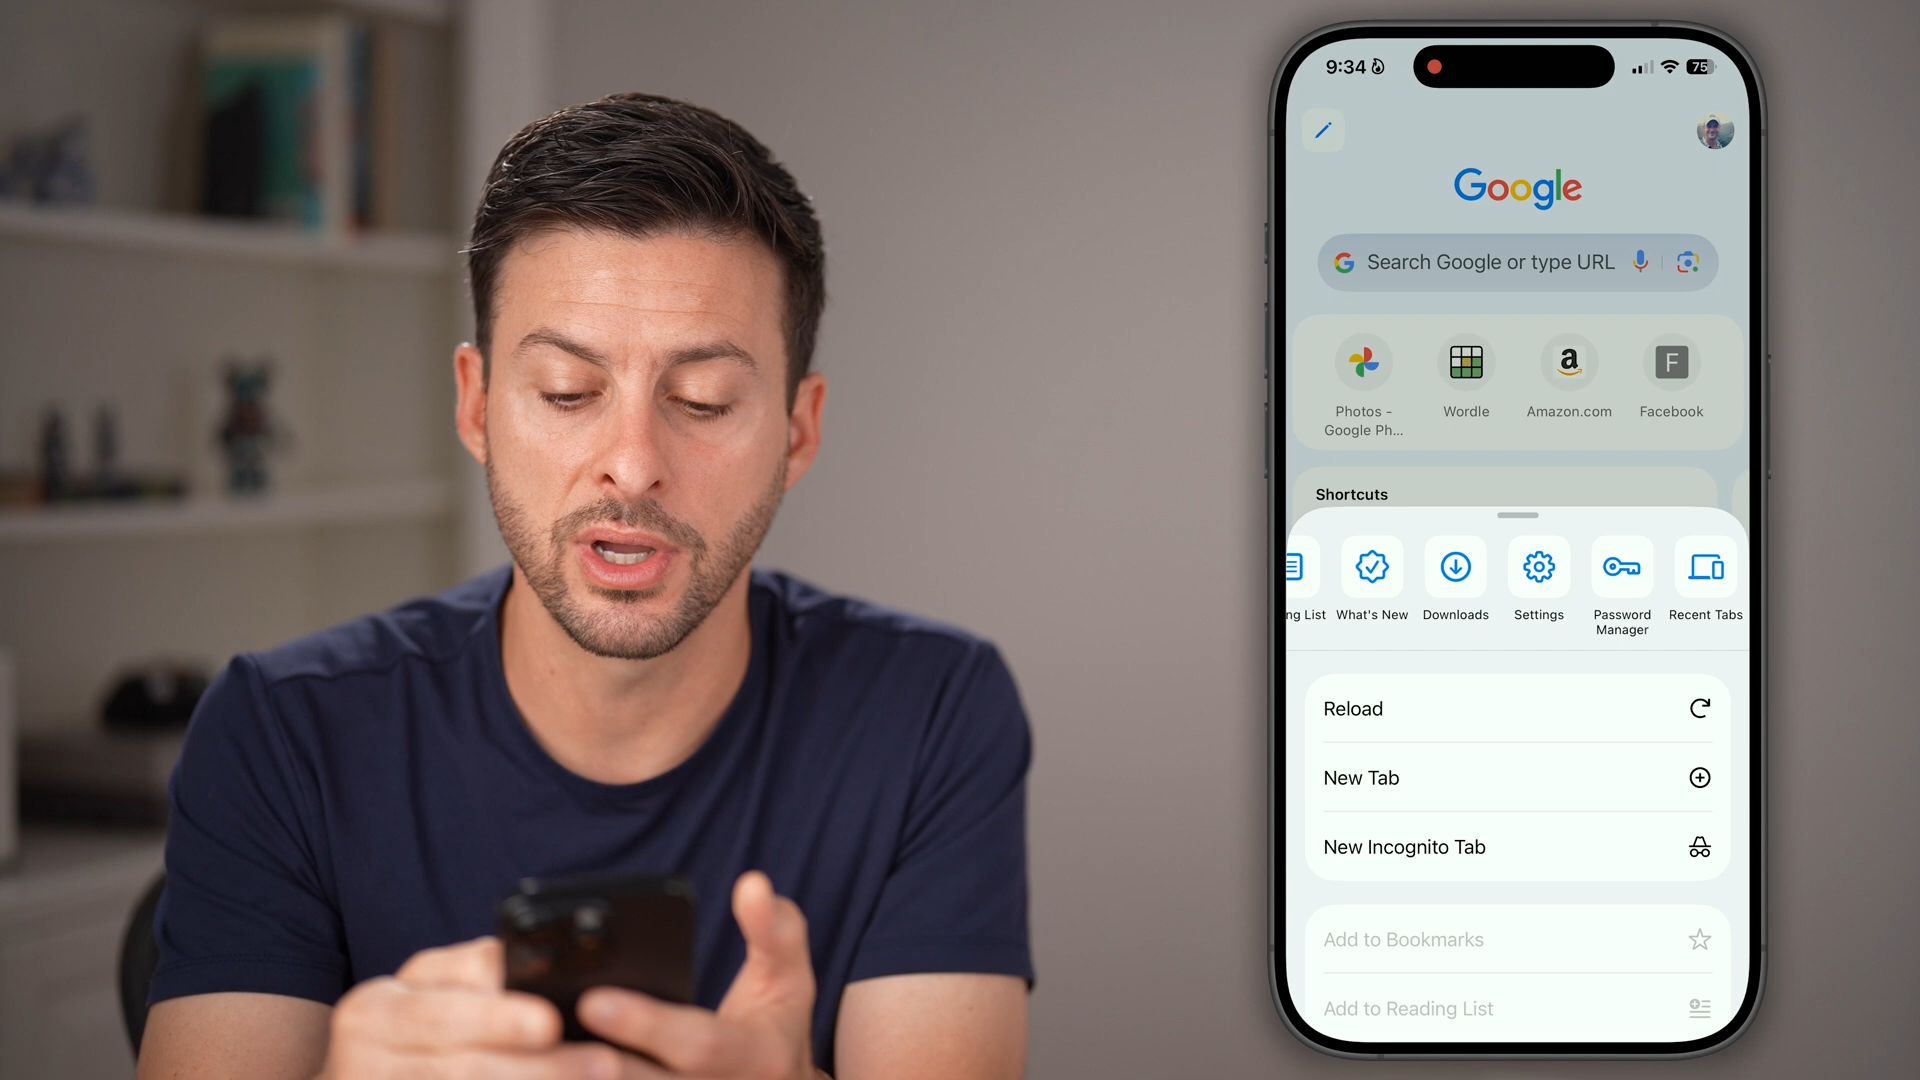 9:34
75
Google
Search Google or type URL
Photos -
Google Ph...
Wordle
Amazon.com
F
Facebook
Shortcuts
ng List
What's New
Downloads
Settings
Password
Manager
Recent Tabs
Reload
New Tab
New Incognito Tab
Add to Bookmarks
Add to Reading List